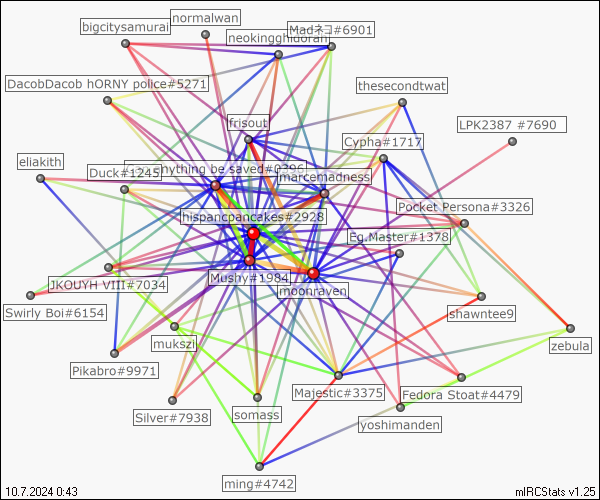 normalwan
bigcitysamurai
neokingghidorah
Madネコ#6901
DacobDacob hORNY police#5271
thesecondtwat
frisout
LPK2387 #7690
Cypha#1717
eliakith
Duck#1245
anything be saved#0396
marcemadness
hispancpancakes#2928
Pocket Persona#3326
Eg.Master#1378
Mushy#1984
JKOUYH VIII#7034
moonraven
Swirly Boi#6154
shawntee9
mukszi
zebula
Pikabro#9971
Majestic#3375
Fedora Stoat#4479
Silver#7938
somass
yoshimanden
ming#4742
10.7.2024 0:43
mIRCStats v1.25